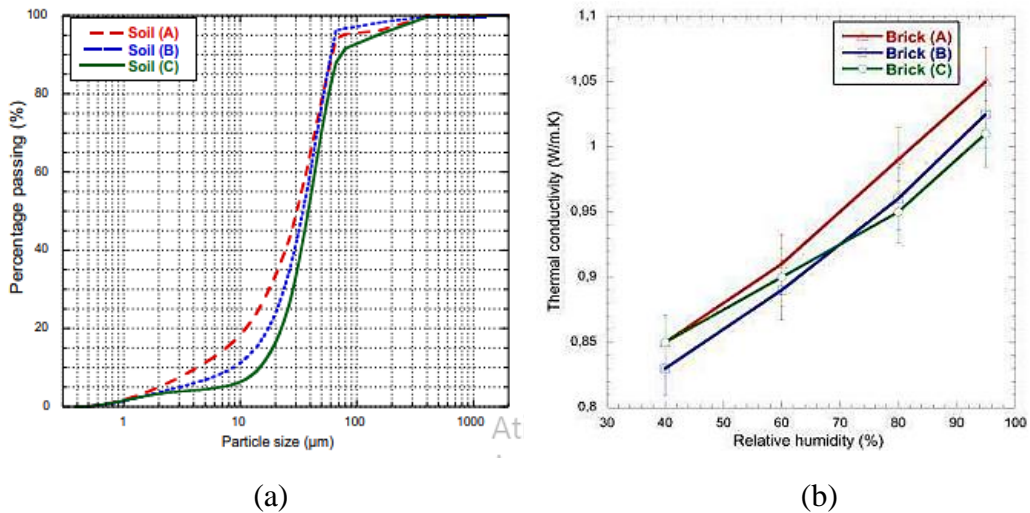 100
80
60
40
20
0
Percentage passing (%)
Soil (A)
Soil (B)
Soil (C)
1
10
100
1000
Particle size (µm)
At
(a)
1,1
1,05
1
0,95
0,9
0,85
0,8
Thermal conductivity (W/m.K)
Brick (A)
Brick (B)
Brick (C)
30
40
50
60
70
80
90
100
Relative humidity (%)
(b)